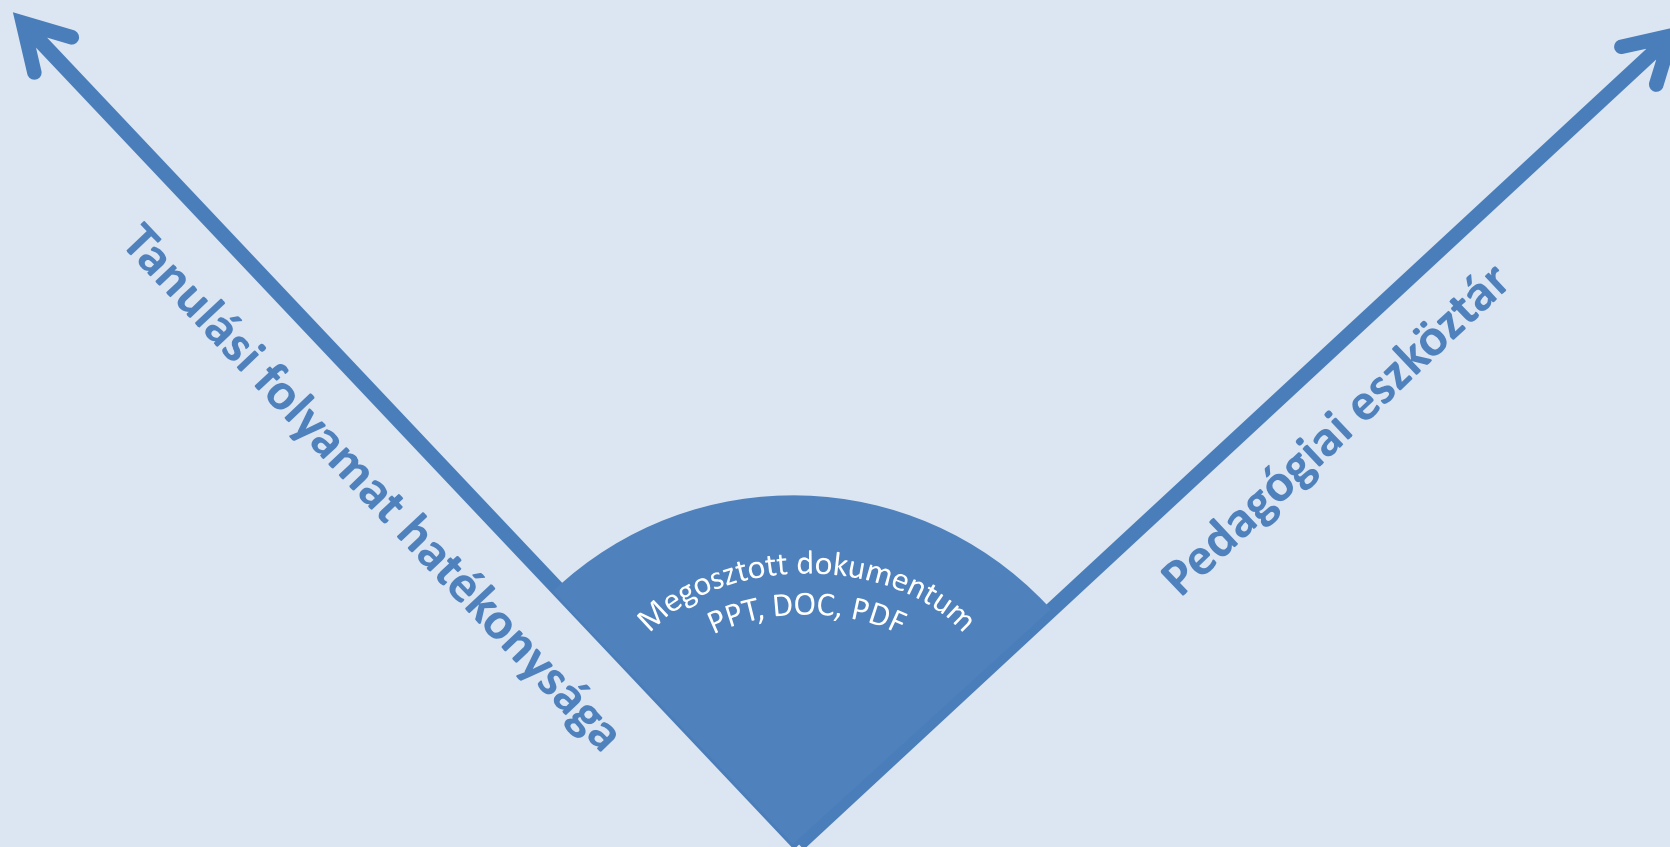 Tanulási folyamat hatékonysága
Pedagógiai eszköztár
Megosztott dokumentum
PPT, DOC, PDF